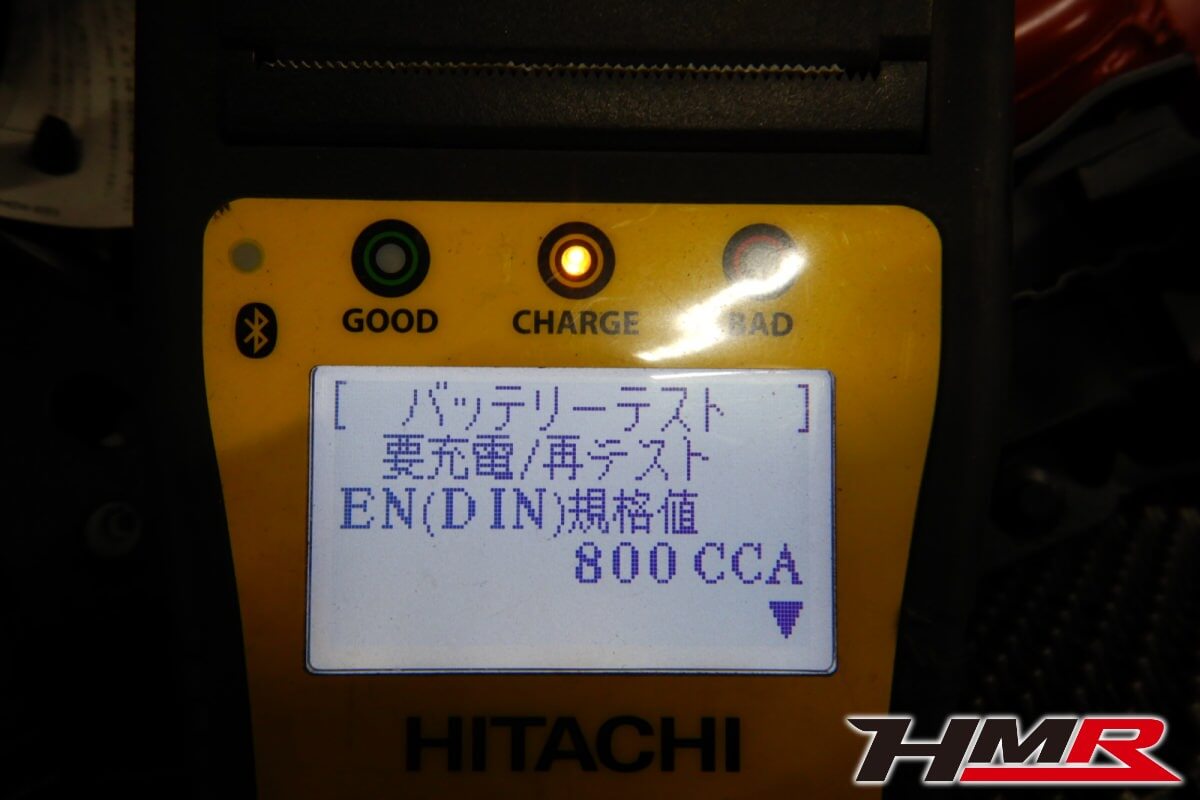 GOOD CHARGE BAD
[ バッテリーテスト ]
要充電/再テスト
EN(DIN)規格値
800 CCA
▼
HITACHI
HMR